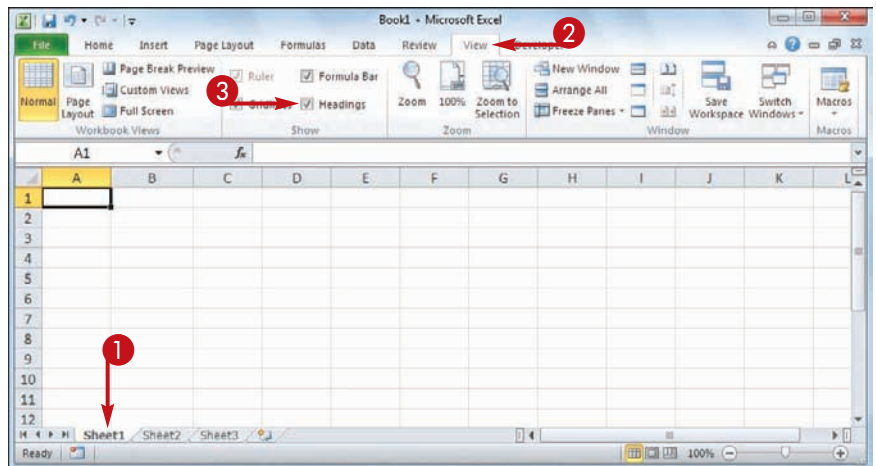 Book1 - Microsoft Excel
File Home Insert Page Layout Formulas Data Review View Developer
2
Normal
Page Layout
Page Break Preview
Custom Views
Full Screen
Workbook Views
Ruler
Formula Bar
3
Gridlines
Headings
Show
Zoom
100%
Zoom to Selection
Zoom
New Window
Arrange All
Freeze Panes
Save Workspace
Switch Windows
Window
Macros
Macros
A1 fx
A B C D E F G H I J K L
1
2
3
4
5
6
7
8
9
10
11
12
1
Sheet1 Sheet2 Sheet3
Ready 100%